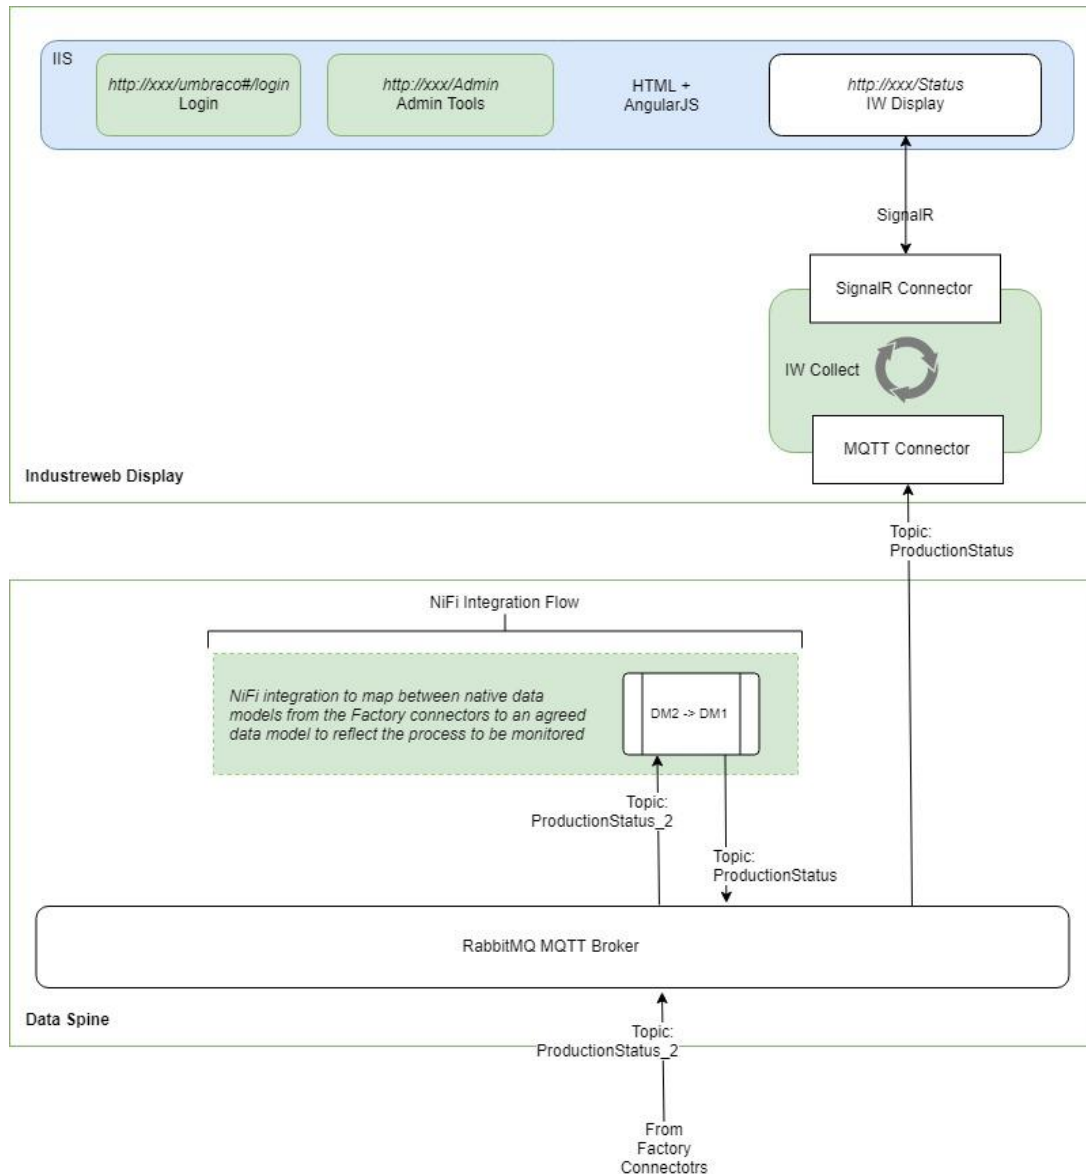 IIS
http://xxx/umbraco#/login
Login
http://xxx/Admin
Admin Tools
HTML +
AngularJS
http://xxx/Status
IW Display
SignalR
SignalR Connector
IW Collect
MQTT Connector
Industreweb Display
Topic:
ProductionStatus
NiFi Integration Flow
NiFi integration to map between native data
models from the Factory connectors to an agreed
data model to reflect the process to be monitored
DM2 -> DM1
Topic:
ProductionStatus_2
Topic:
ProductionStatus
RabbitMQ MQTT Broker
Data Spine
Topic:
ProductionStatus_2
From
Factory
Connectotrs